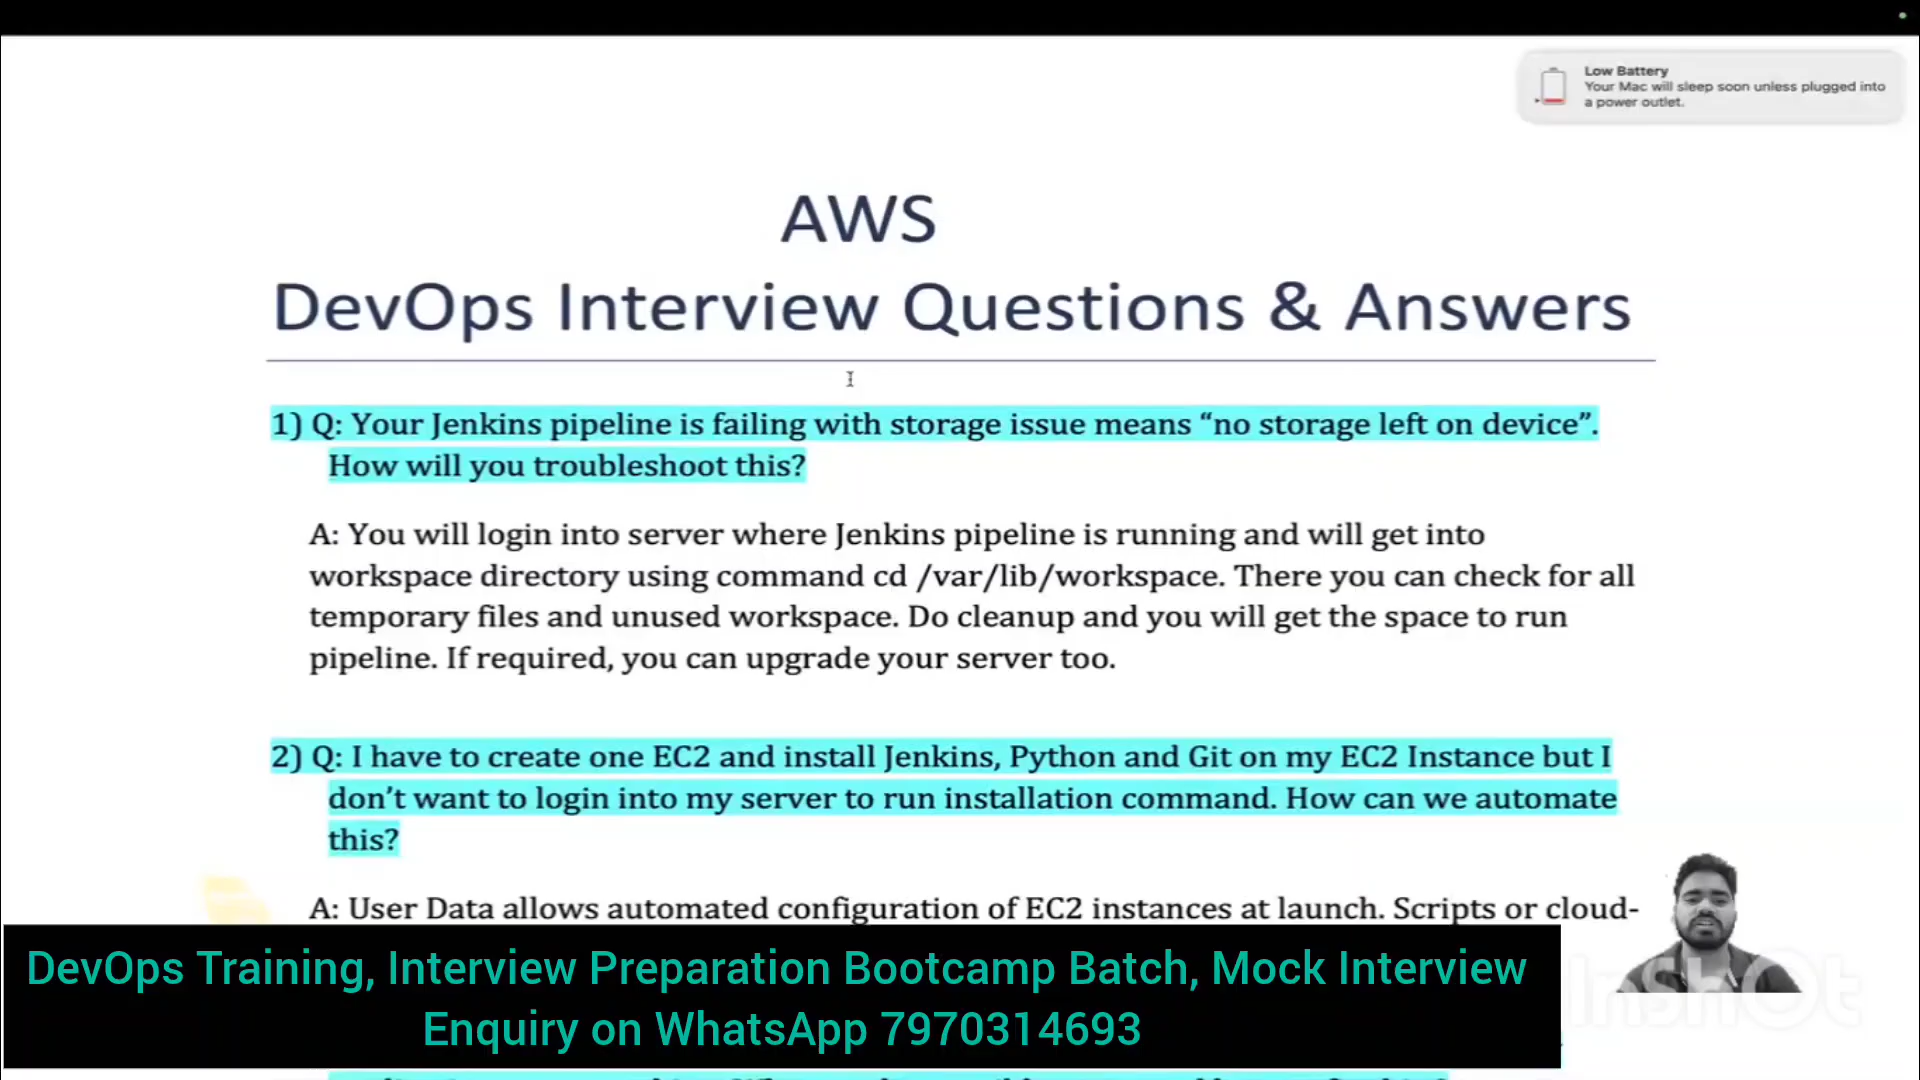 Low Battery
Your Mac will sleep soon unless plugged into
a power outlet.
AWS
DevOps Interview Questions & Answers
1) Q: Your Jenkins pipeline is failing with storage issue means “no storage left on device”.
How will you troubleshoot this?
A: You will login into server where Jenkins pipeline is running and will get into
workspace directory using command cd /var/lib/workspace. There you can check for all
temporary files and unused workspace. Do cleanup and you will get the space to run
pipeline. If required, you can upgrade your server too.
2) Q: I have to create one EC2 and install Jenkins, Python and Git on my EC2 Instance but I
don’t want to login into my server to run installation command. How can we automate
this?
A: User Data allows automated configuration of EC2 instances at launch. Scripts or cloud-
DevOps Training, Interview Preparation Bootcamp Batch, Mock Interview
Enquiry on WhatsApp 7970314693
InShOt